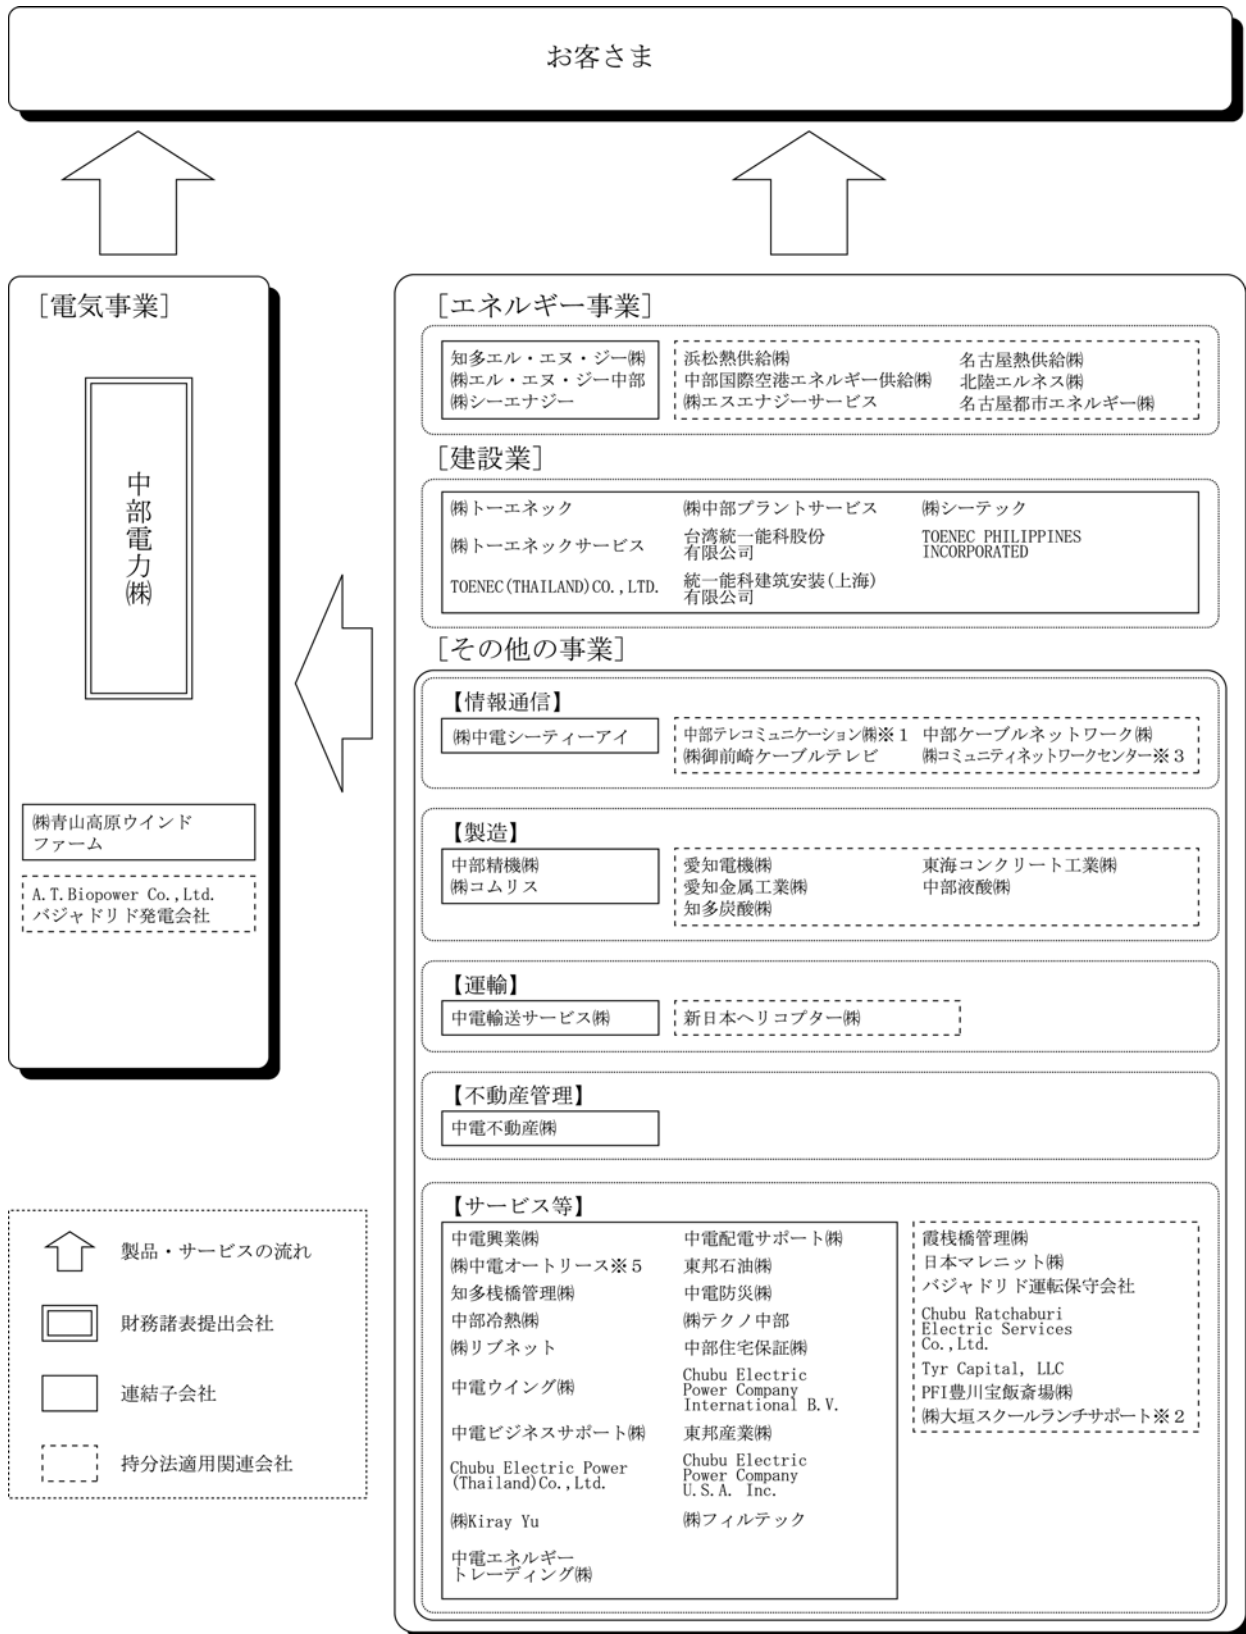 お客さま
[電気事業]
中部電力㈱
㈱青山高原ウインド
ファーム
A.T.Biopower Co.,Ltd.
バジャドリド発電会社
[エネルギー事業]
知多エル・エヌ・ジー㈱
㈱エル・エヌ・ジー中部
㈱シーエナジー
浜松熱供給㈱
中部国際空港エネルギー供給㈱
㈱エスエナジーサービス
名古屋熱供給㈱
北陸エルネス㈱
名古屋都市エネルギー㈱
[建設業]
㈱トーエネック
㈱中部プラントサービス
㈱シーテック
㈱トーエネックサービス
台湾統一能科股份
有限公司
TOENEC PHILIPPINES
INCORPORATED
TOENEC(THAILAND)CO.,LTD.
統一能科建筑安装(上海)
有限公司
[その他の事業]
【情報通信】
㈱中電シーティーアイ
中部テレコミュニケーション㈱※1
㈱御前崎ケーブルテレビ
中部ケーブルネットワーク㈱
㈱コミュニティネットワークセンター※3
【製造】
中部精機㈱
㈱コムリス
愛知電機㈱
愛知金属工業㈱
知多炭酸㈱
東海コンクリート工業㈱
中部液酸㈱
【運輸】
中電輸送サービス㈱
新日本ヘリコプター㈱
【不動産管理】
中電不動産㈱
【サービス等】
中電興業㈱
㈱中電オートリース※5
知多桟橋管理㈱
中部冷熱㈱
㈱リブネット
中電ウイング㈱
中電ビジネスサポート㈱
Chubu Electric Power
(Thailand)Co.,Ltd.
㈱Kiray Yu
中電エネルギー
トレーディング㈱
中電配電サポート㈱
東邦石油㈱
中電防災㈱
㈱テクノ中部
中部住宅保証㈱
Chubu Electric
Power Company
International B.V.
東邦産業㈱
Chubu Electric
Power Company
U.S.A. Inc.
㈱フィルテック
霞桟橋管理㈱
日本マレニット㈱
バジャドリド運転保守会社
Chubu Ratchaburi
Electric Services
Co.,Ltd.
Tyr Capital, LLC
PFI豊川宝飯斎場㈱
㈱大垣スクールランチサポート※2
製品・サービスの流れ
財務諸表提出会社
連結子会社
持分法適用関連会社